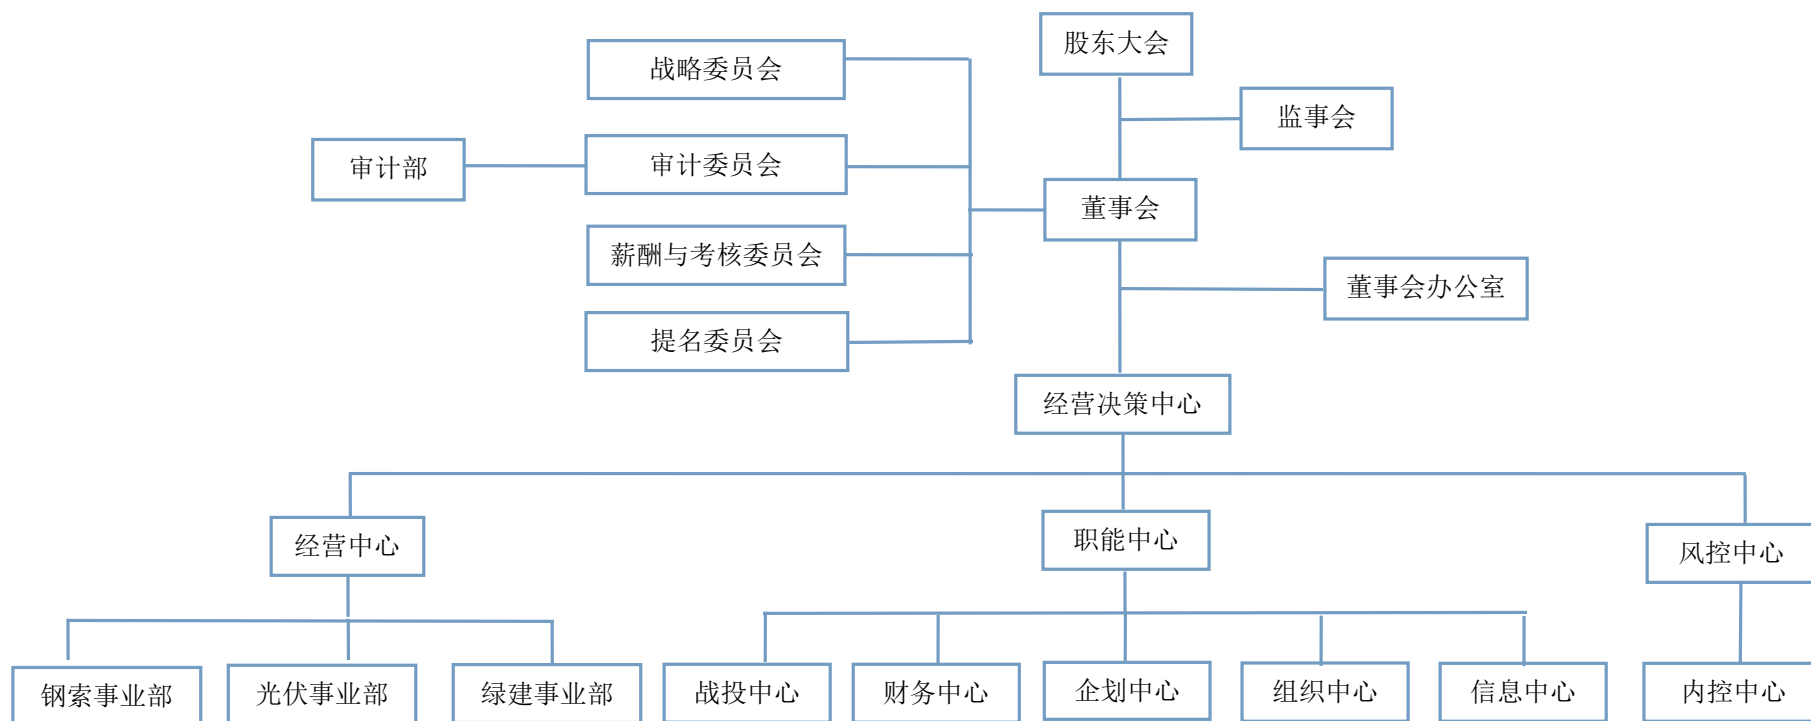 股东大会
战略委员会
监事会
审计部
审计委员会
董事会
薪酬与考核委员会
董事会办公室
提名委员会
经营决策中心
经营中心
职能中心
风控中心
钢索事业部
光伏事业部
绿建事业部
战投中心
财务中心
企划中心
组织中心
信息中心
内控中心